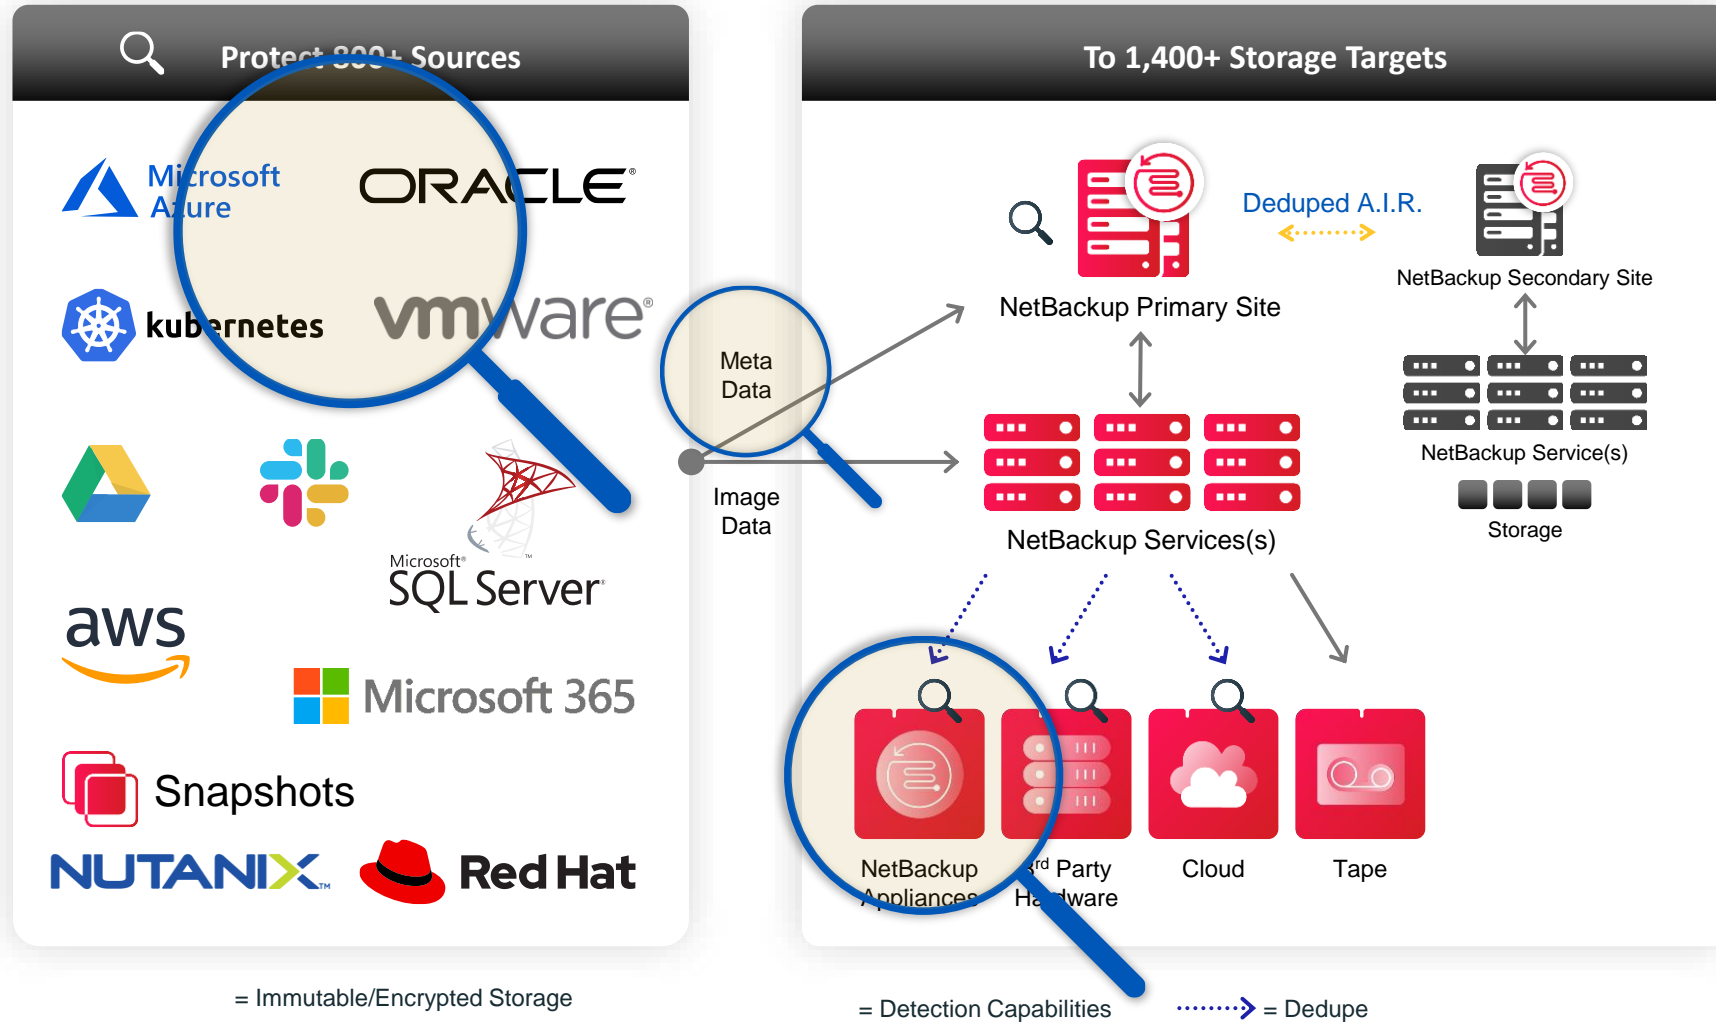 Protect 800+ Sources
Microsoft
Azure
ORACLE®
kubernetes
vmware®
Microsoft®
SQL Server®
aws
Microsoft 365
Snapshots
NUTANIX™
Red Hat
Meta
Data
Image
Data
To 1,400+ Storage Targets
Deduped A.I.R.
NetBackup Primary Site
NetBackup Secondary Site
NetBackup Services(s)
NetBackup Service(s)
Storage
NetBackup
Appliances
3rd Party
Hardware
Cloud
Tape
= Immutable/Encrypted Storage
= Detection Capabilities
= Dedupe